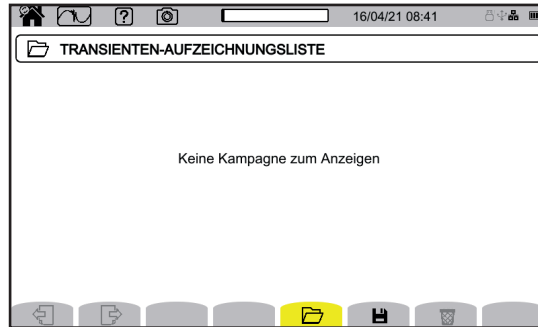 16/04/21 08:41
TRANSIENTEN-AUFZEICHNUNGSLISTE
Keine Kampagne zum Anzeigen